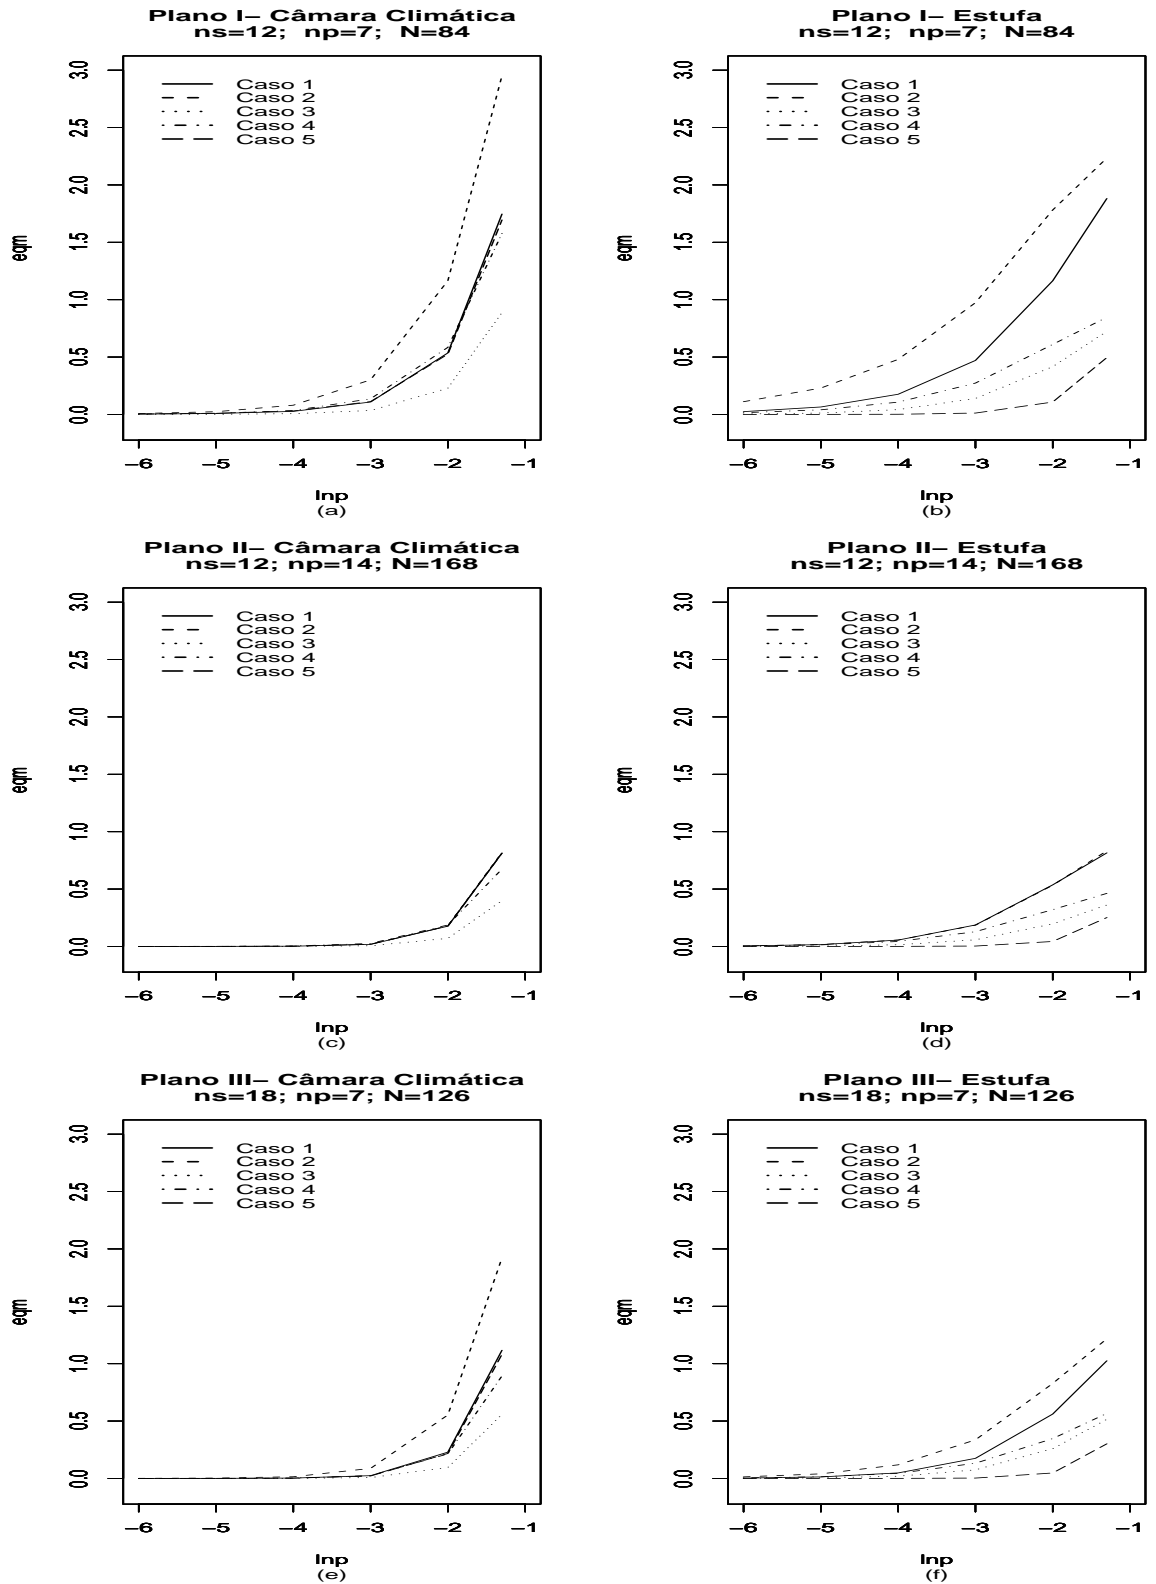 Plano I– Câmara Climática
ns=12; np=7; N=84
3.0
2.5
2.0
1.5
1.0
0.5
0.0
eqm
Caso 1
Caso 2
Caso 3
Caso 4
Caso 5
–6 –5 –4 –3 –2 –1
lnp
(a)
Plano I– Estufa
ns=12; np=7; N=84
3.0
2.5
2.0
1.5
1.0
0.5
0.0
eqm
Caso 1
Caso 2
Caso 3
Caso 4
Caso 5
–6 –5 –4 –3 –2 –1
lnp
(b)
Plano II– Câmara Climática
ns=12; np=14; N=168
3.0
2.5
2.0
1.5
1.0
0.5
0.0
eqm
Caso 1
Caso 2
Caso 3
Caso 4
Caso 5
–6 –5 –4 –3 –2 –1
lnp
(c)
Plano II– Estufa
ns=12; np=14; N=168
3.0
2.5
2.0
1.5
1.0
0.5
0.0
eqm
Caso 1
Caso 2
Caso 3
Caso 4
Caso 5
–6 –5 –4 –3 –2 –1
lnp
(d)
Plano III– Câmara Climática
ns=18; np=7; N=126
3.0
2.5
2.0
1.5
1.0
0.5
0.0
eqm
Caso 1
Caso 2
Caso 3
Caso 4
Caso 5
–6 –5 –4 –3 –2 –1
lnp
(e)
Plano III– Estufa
ns=18; np=7; N=126
3.0
2.5
2.0
1.5
1.0
0.5
0.0
eqm
Caso 1
Caso 2
Caso 3
Caso 4
Caso 5
–6 –5 –4 –3 –2 –1
lnp
(f)